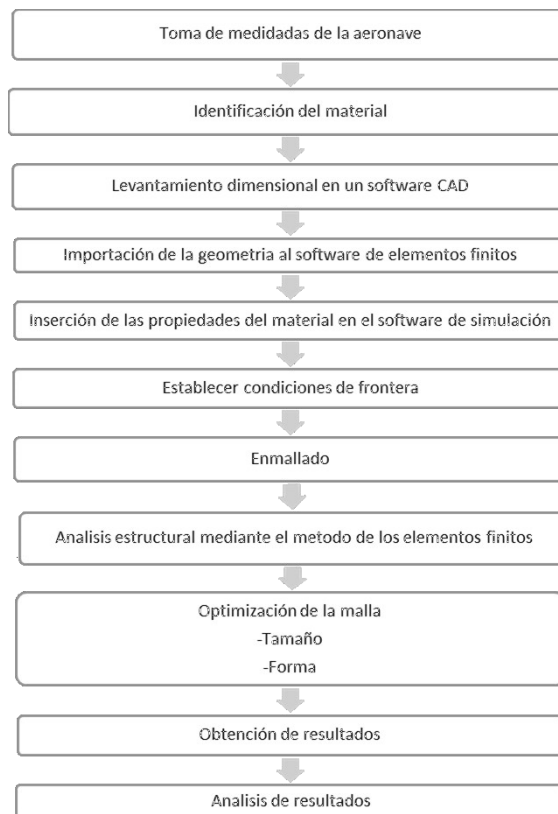 Toma de medidadas de la aeronave
Identificación del material
Levantamiento dimensional en un software CAD
Importación de la geometria al software de elementos finitos
Inserción de las propiedades del material en el software de simulación
Establecer condiciones de frontera
Enmallado
Analisis estructural mediante el metodo de los elementos finitos
Optimización de la malla
-Tamaño
-Forma
Obtención de resultados
Analisis de resultados